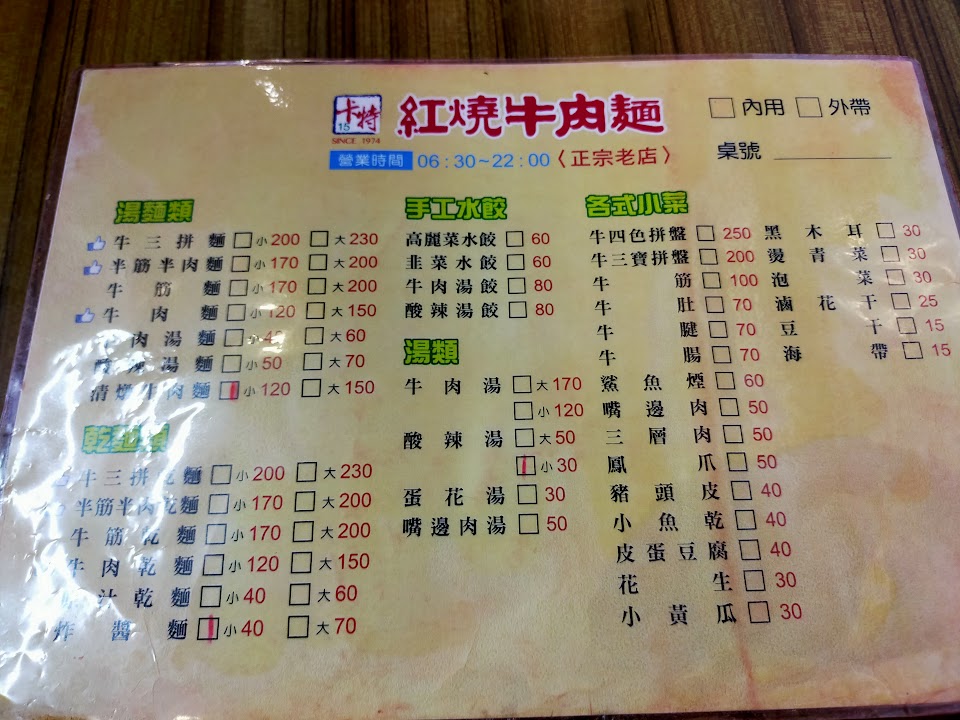 卡特
15
SINCE 1974
紅燒牛肉麵
營業時間 06:30~22:00〈正宗老店〉
□內用 □外帶
桌號
湯麵類
牛三拼麵 □小200 □大230
半筋半肉麵 □小170 □大200
牛筋麵 □小170 □大200
牛肉麵 □小120 □大150
肉湯麵 □小40 □大60
酸辣湯麵 □小50 □大70
清燉牛肉麵 □小120 □大150
乾麵類
牛三拼乾麵 □小200 □大230
半筋半肉乾麵 □小170 □大200
牛筋乾麵 □小170 □大200
牛肉乾麵 □小120 □大150
汁乾麵 □小40 □大60
炸醬麵 □小40 □大70
手工水餃
高麗菜水餃 □60
韭菜水餃 □60
牛肉湯餃 □80
酸辣湯餃 □80
湯類
牛肉湯 □大170
□小120
酸辣湯 □大50
□小30
蛋花湯 □30
嘴邊肉湯 □50
各式小菜
牛四色拼盤 □250
牛三寶拼盤 □200
牛筋 □100
牛肚 □70
牛腱 □70
牛腸 □70
鯊魚煙 □60
嘴邊肉 □50
三層肉 □50
鳳爪 □50
豬頭皮 □40
小魚乾 □40
皮蛋豆腐 □40
花生 □30
小黃瓜 □30
黑木耳 □30
燙青菜 □30
泡菜 □30
滷花干 □25
豆干 □15
海帶 □15